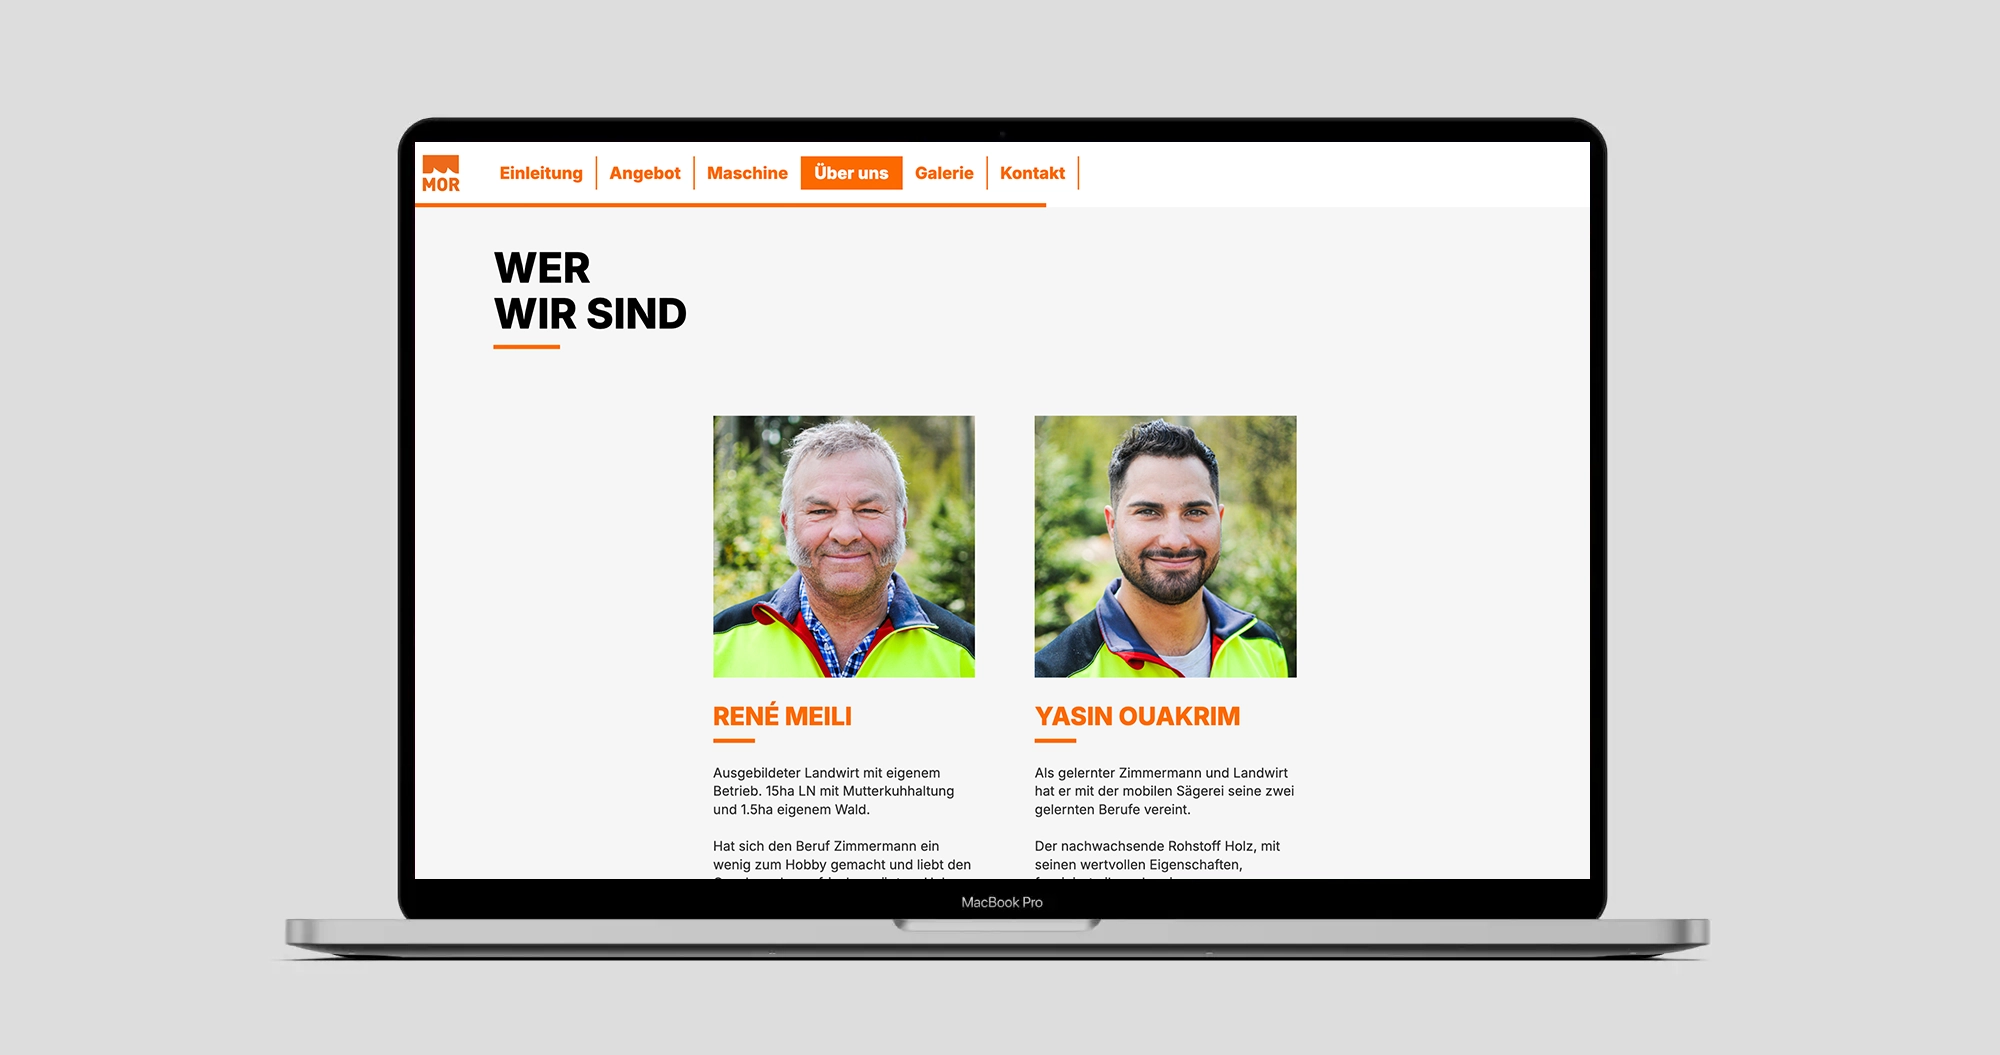 MOR
Einleitung
Angebot
Maschine
Über uns
Galerie
Kontakt
WER
WIR SIND
RENÉ MEILI
Ausgebildeter Landwirt mit eigenem
Betrieb. 15ha LN mit Mutterkuhhaltung
und 1.5ha eigenem Wald.
Hat sich den Beruf Zimmermann ein
wenig zum Hobby gemacht und liebt den
YASIN OUAKRIM
Als gelernter Zimmermann und Landwirt
hat er mit der mobilen Sägerei seine zwei
gelernten Berufe vereint.
Der nachwachsende Rohstoff Holz, mit
seinen wertvollen Eigenschaften,
MacBook Pro